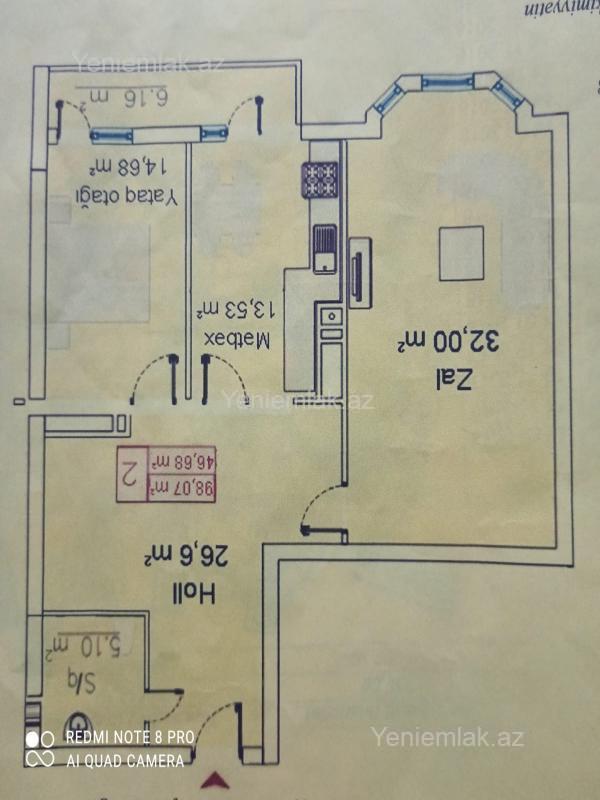 Yeniemlak.az
6.16 m²
Yataq otağı
14,68 m²
Mətbəx
13,53 m²
Zal
32,00 m²
Yeniemlak.az
2
98,07 m²
46,68 m²
Holl
26,6 m²
S/q
5.10 m²
Yeniemlak.az
REDMI NOTE 8 PRO
AI QUAD CAMERA